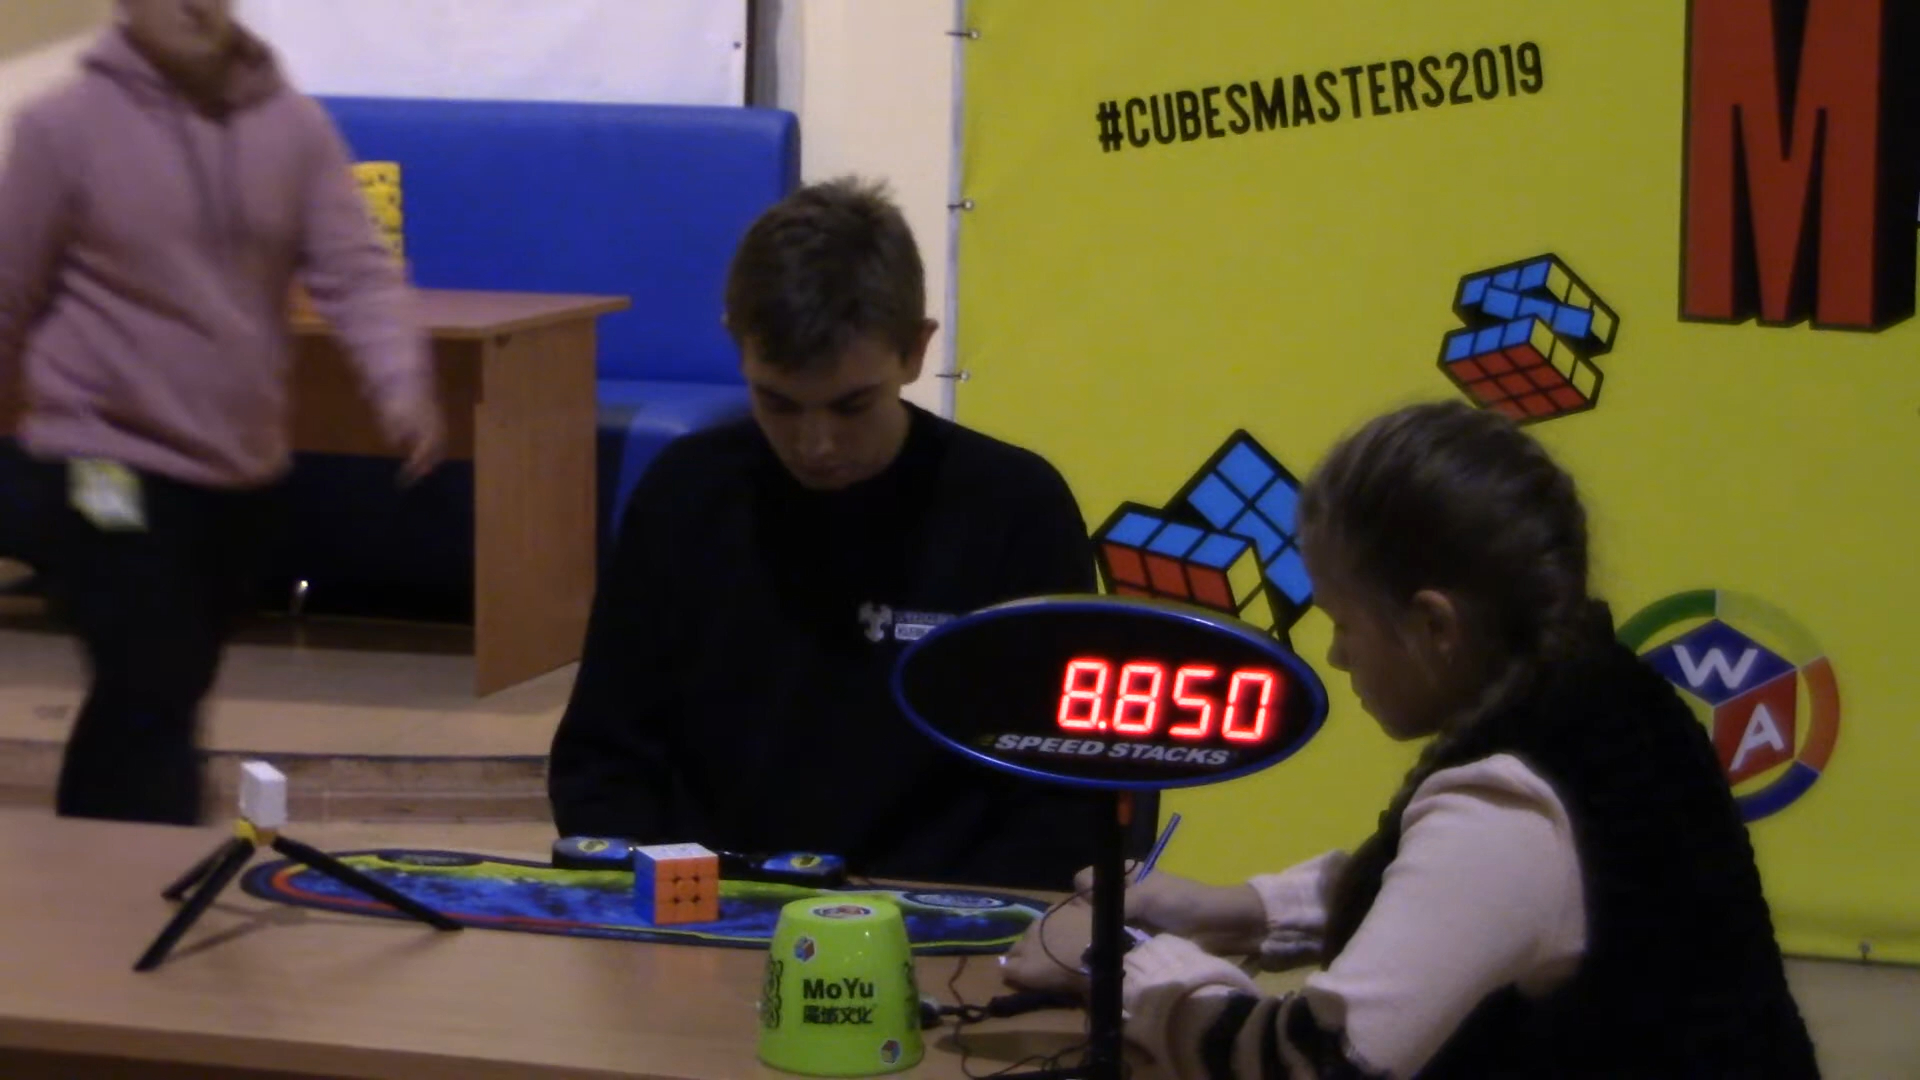 #CUBESMASTERS2019
M
W
A
8.850
SPEED STACKS
MoYu
魔域文化